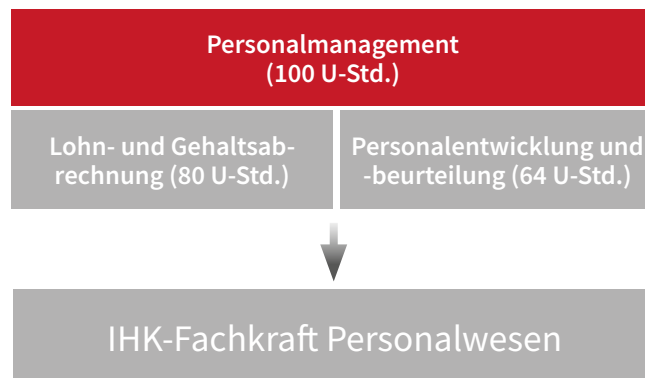 Personalmanagement
(100 U-Std.)
Lohn- und Gehaltsab-
rechnung (80 U-Std.)
Personalentwicklung und
-beurteilung (64 U-Std.)
IHK-Fachkraft Personalwesen